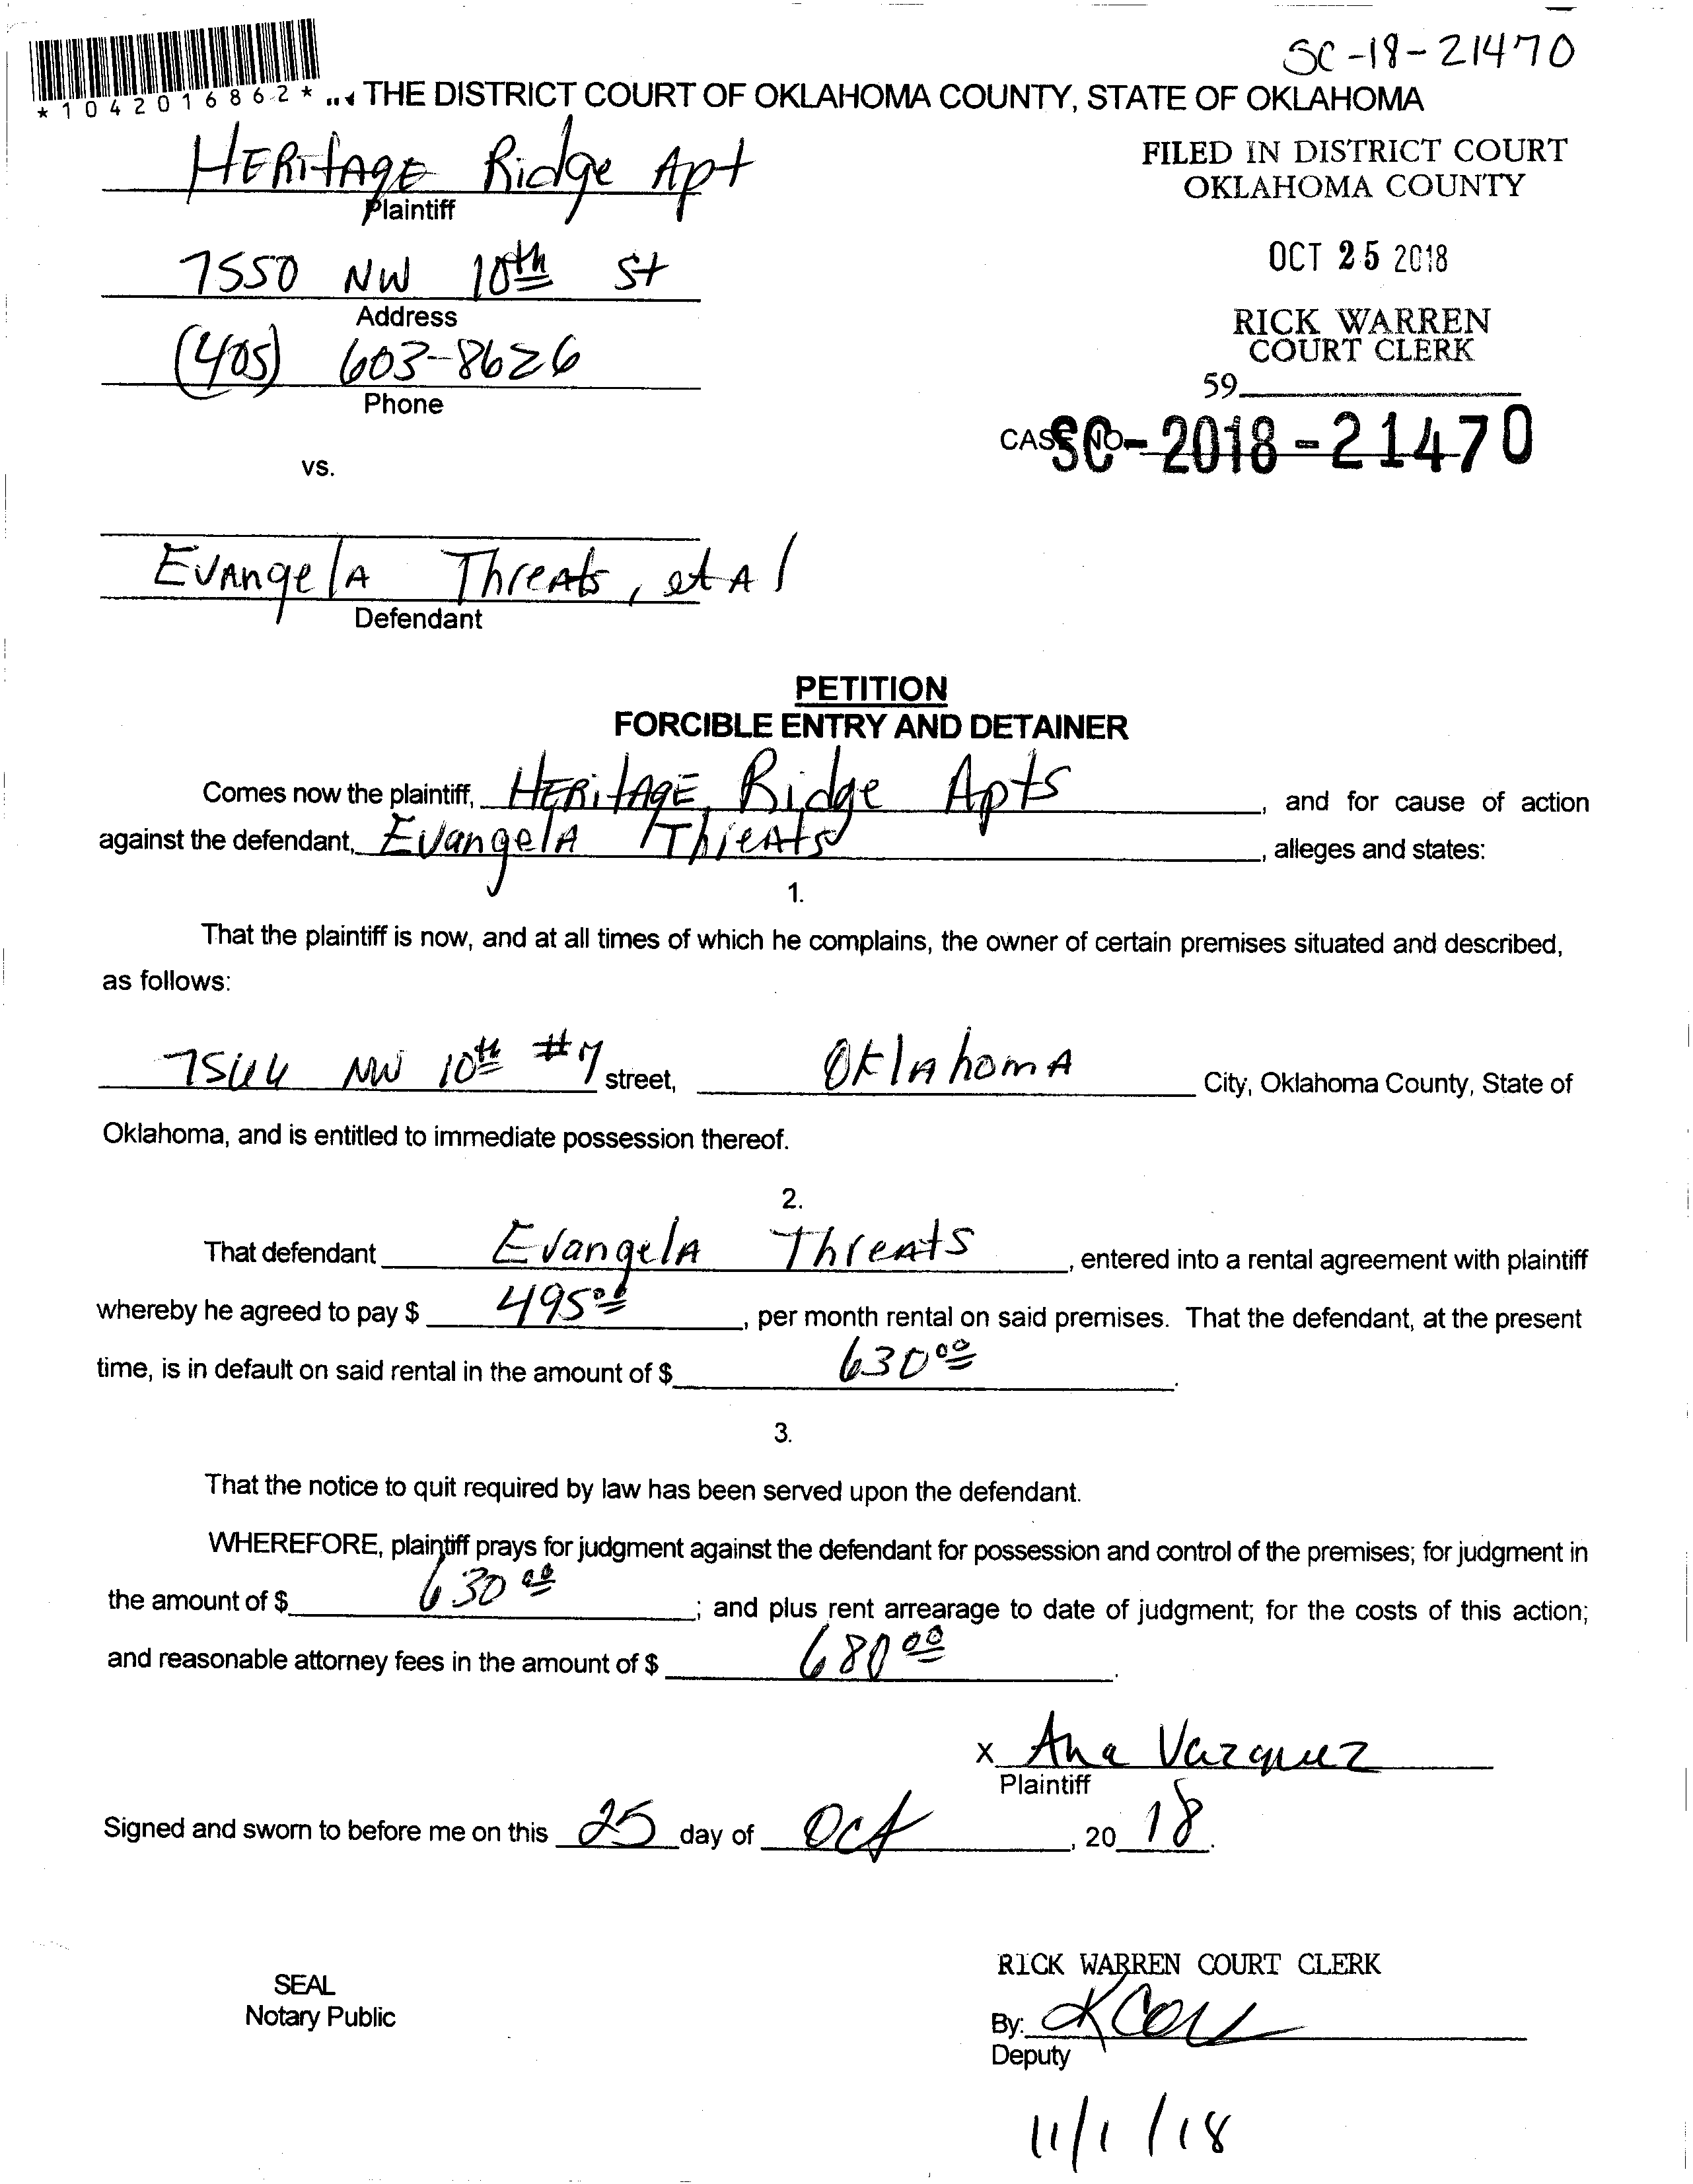 SC-18-21470
*1042016862* THE DISTRICT COURT OF OKLAHOMA COUNTY, STATE OF OKLAHOMA
HERitAgE Ridge Apt
Plaintiff
FILED IN DISTRICT COURT
OKLAHOMA COUNTY
7550 NW 10th St
Address
OCT 25 2018
(405) 603-8626
Phone
RICK WARREN
COURT CLERK
59
CASE NO. SC-2018-21470
vs.
EvAngelA ThreAts, et Al
Defendant
PETITION
FORCIBLE ENTRY AND DETAINER
Comes now the plaintiff, HERitAgE Ridge Apts, and for cause of action
against the defendant, EvangelA ThreAts, alleges and states:
1.
That the plaintiff is now, and at all times of which he complains, the owner of certain premises situated and described,
as follows:
NW 10th #7 street, OklAhomA City, Oklahoma County, State of
Oklahoma, and is entitled to immediate possession thereof.
2.
That defendant EvangelA ThreAts, entered into a rental agreement with plaintiff
whereby he agreed to pay $ 495 00, per month rental on said premises. That the defendant, at the present
time, is in default on said rental in the amount of $ 630 00.
3.
That the notice to quit required by law has been served upon the defendant.
WHEREFORE, plaintiff prays for judgment against the defendant for possession and control of the premises; for judgment in
the amount of $ 630 00; and plus rent arrearage to date of judgment; for the costs of this action;
and reasonable attorney fees in the amount of $ 680 00.
x Ana Vazquez
Plaintiff
Signed and sworn to before me on this 25 day of Oct, 20 18.
RICK WARREN COURT CLERK
SEAL
Notary Public
By:
Deputy
11/1/18